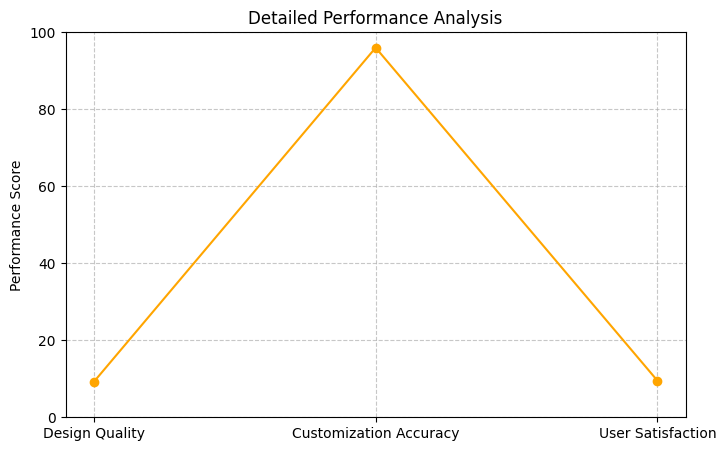 Detailed Performance Analysis
Performance Score
100
80
60
40
20
0
Design Quality
Customization Accuracy
User Satisfaction